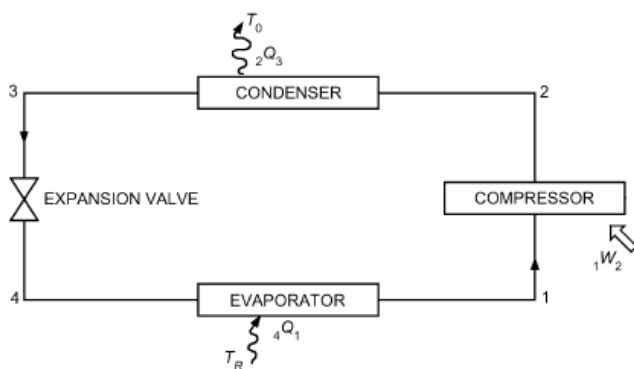 T0
2Q3
3
CONDENSER
2
EXPANSION VALVE
COMPRESSOR
1W2
4
EVAPORATOR
1
4Q1
TR